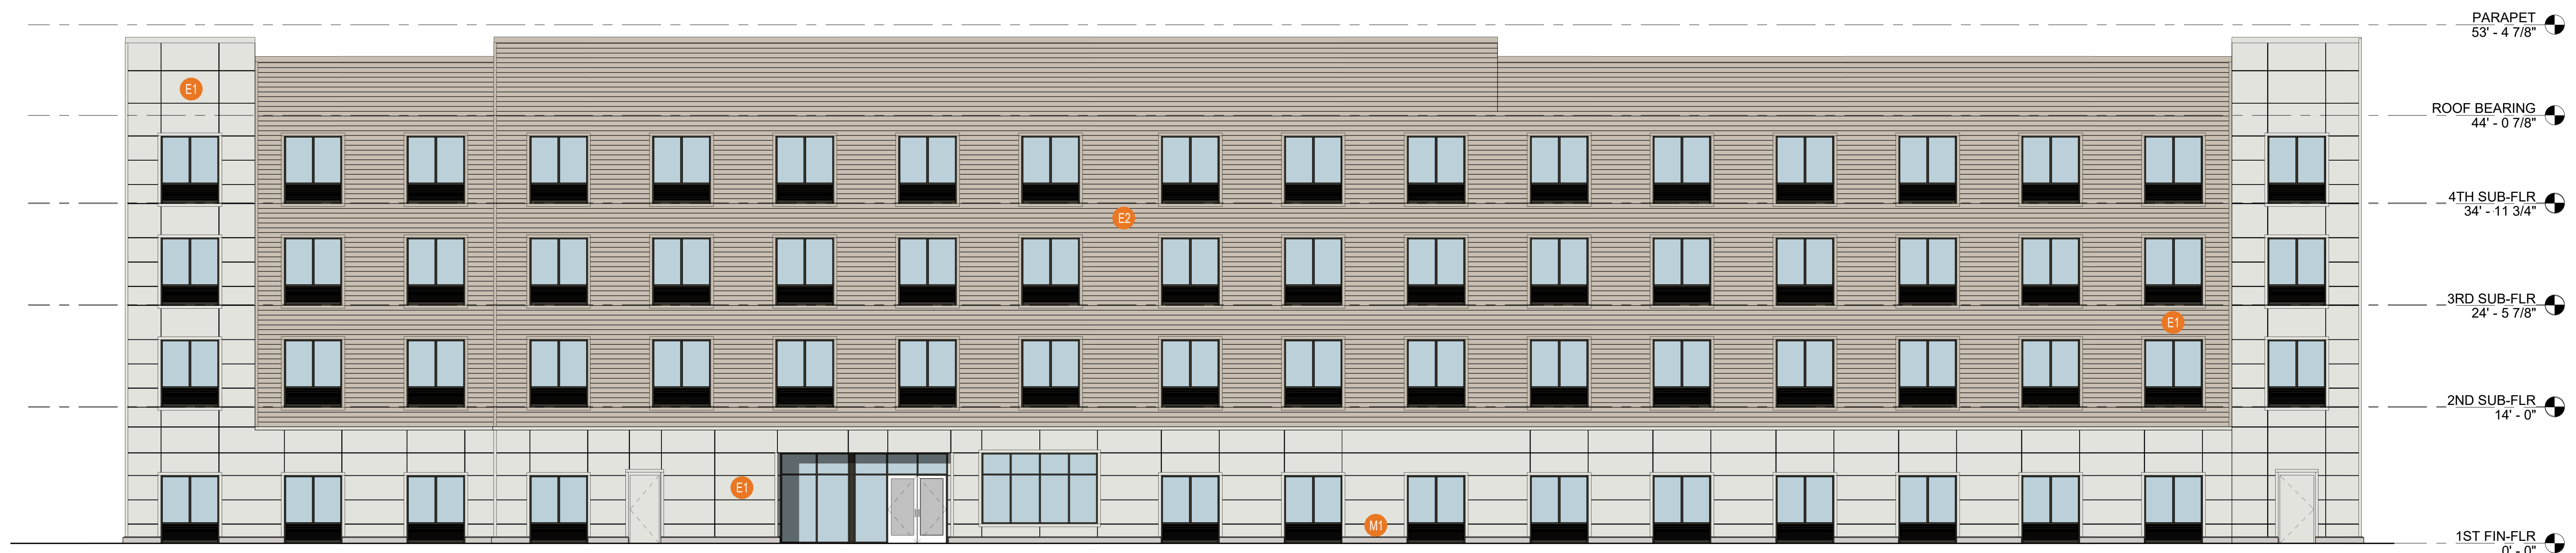 PARAPET
53' - 4 7/8"
E1
ROOF BEARING
44' - 0 7/8"
4TH SUB-FLR
34' - 11 3/4"
E2
3RD SUB-FLR
24' - 5 7/8"
E1
2ND SUB-FLR
14' - 0"
E1
M1
1ST FIN-FLR
0' - 0"